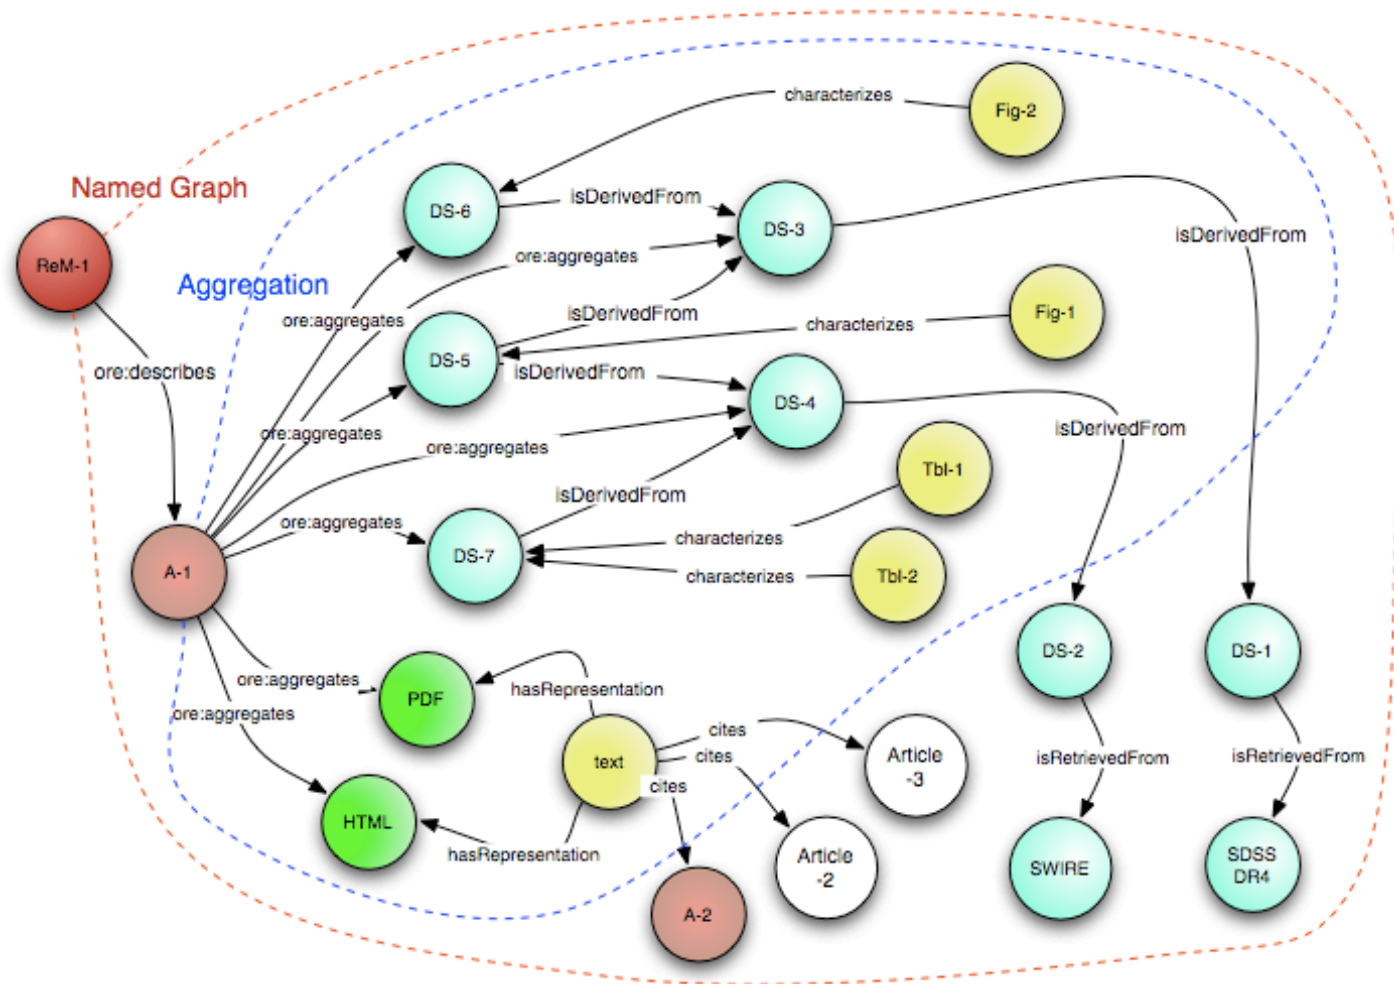 characterizes
Fig-2
Named Graph
DS-6
isDerivedFrom
DS-3
isDerivedFrom
ReM-1
ore:aggregates
Aggregation
ore:aggregates
isDerivedFrom
Fig-1
characterizes
DS-5
ore:describes
isDerivedFrom
DS-4
isDerivedFrom
ore:aggregates
ore:aggregates
Tbl-1
isDerivedFrom
ore:aggregates
characterizes
DS-7
A-1
characterizes
Tbl-2
DS-2
DS-1
ore:aggregates
PDF
hasRepresentation
ore:aggregates
cites
text
cites
Article
-3
isRetrievedFrom
isRetrievedFrom
cites
HTML
hasRepresentation
Article
-2
SWIRE
SDSS
DR4
A-2